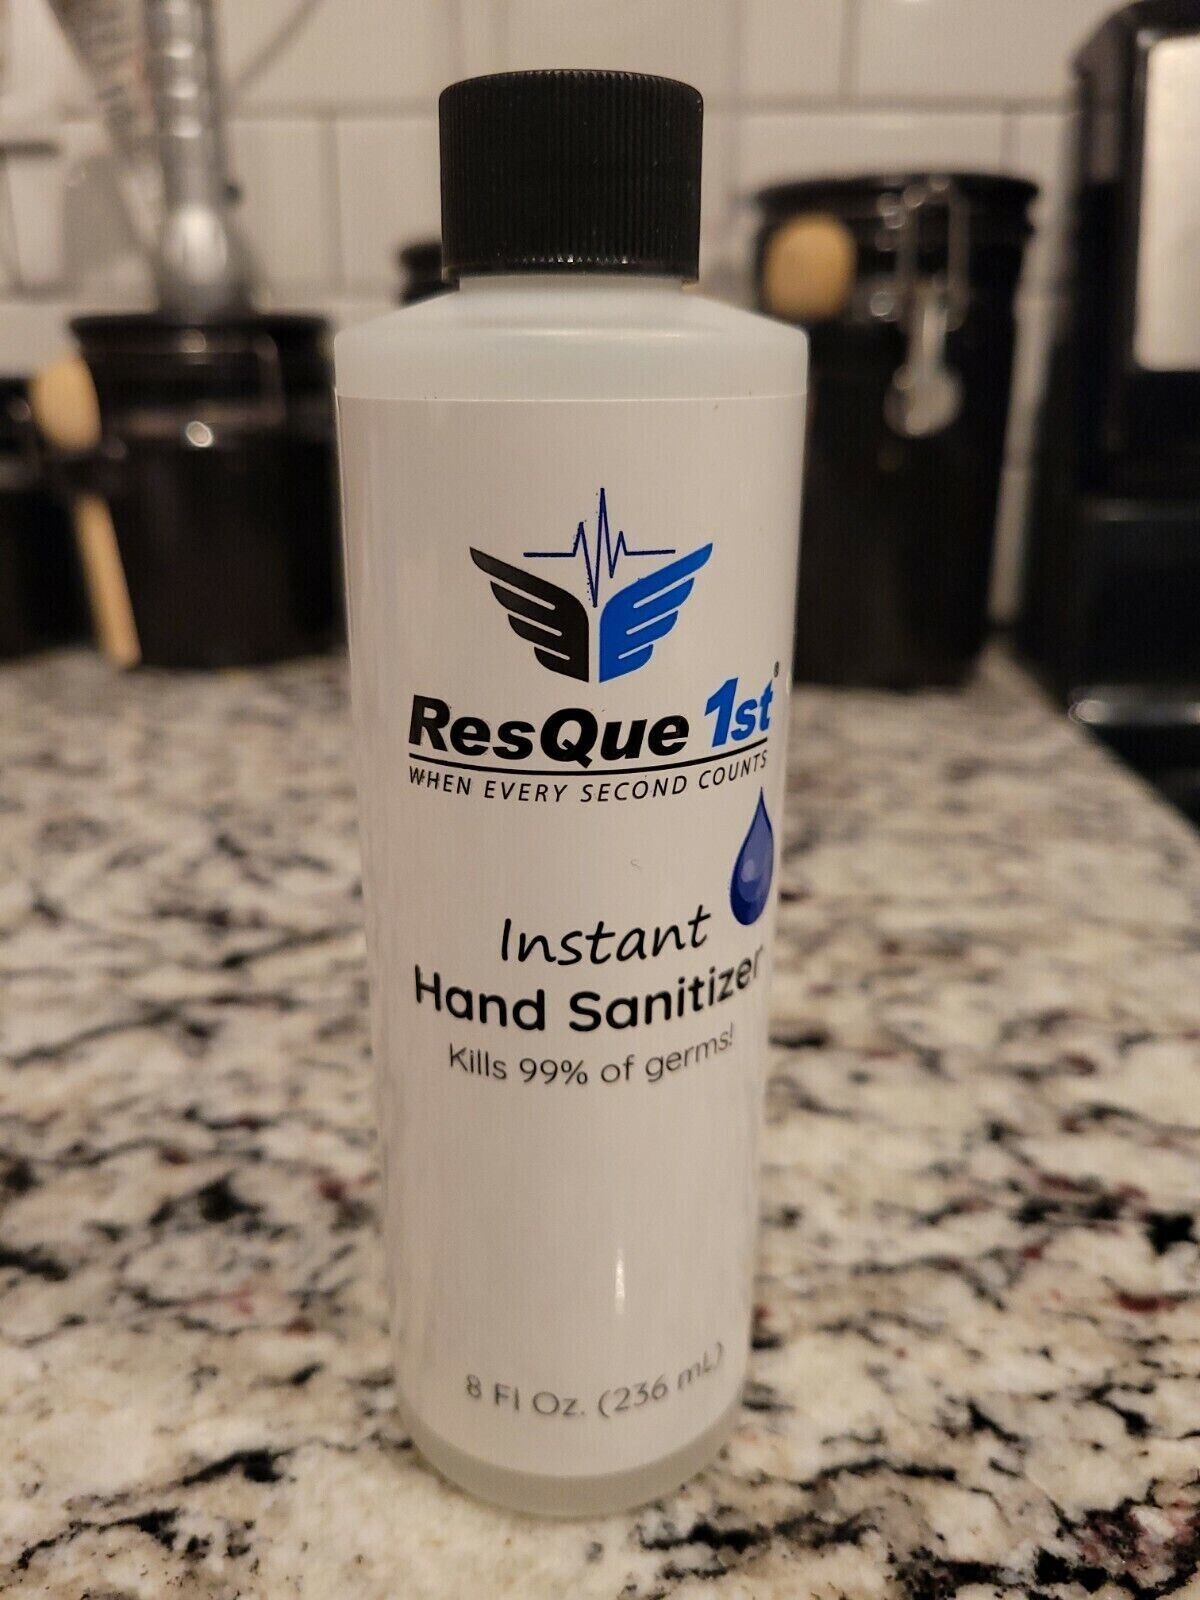 ResQue 1st®
WHEN EVERY SECOND COUNTS
Instant
Hand Sanitizer
Kills 99% of germs!
8 Fl Oz. (236 mL)